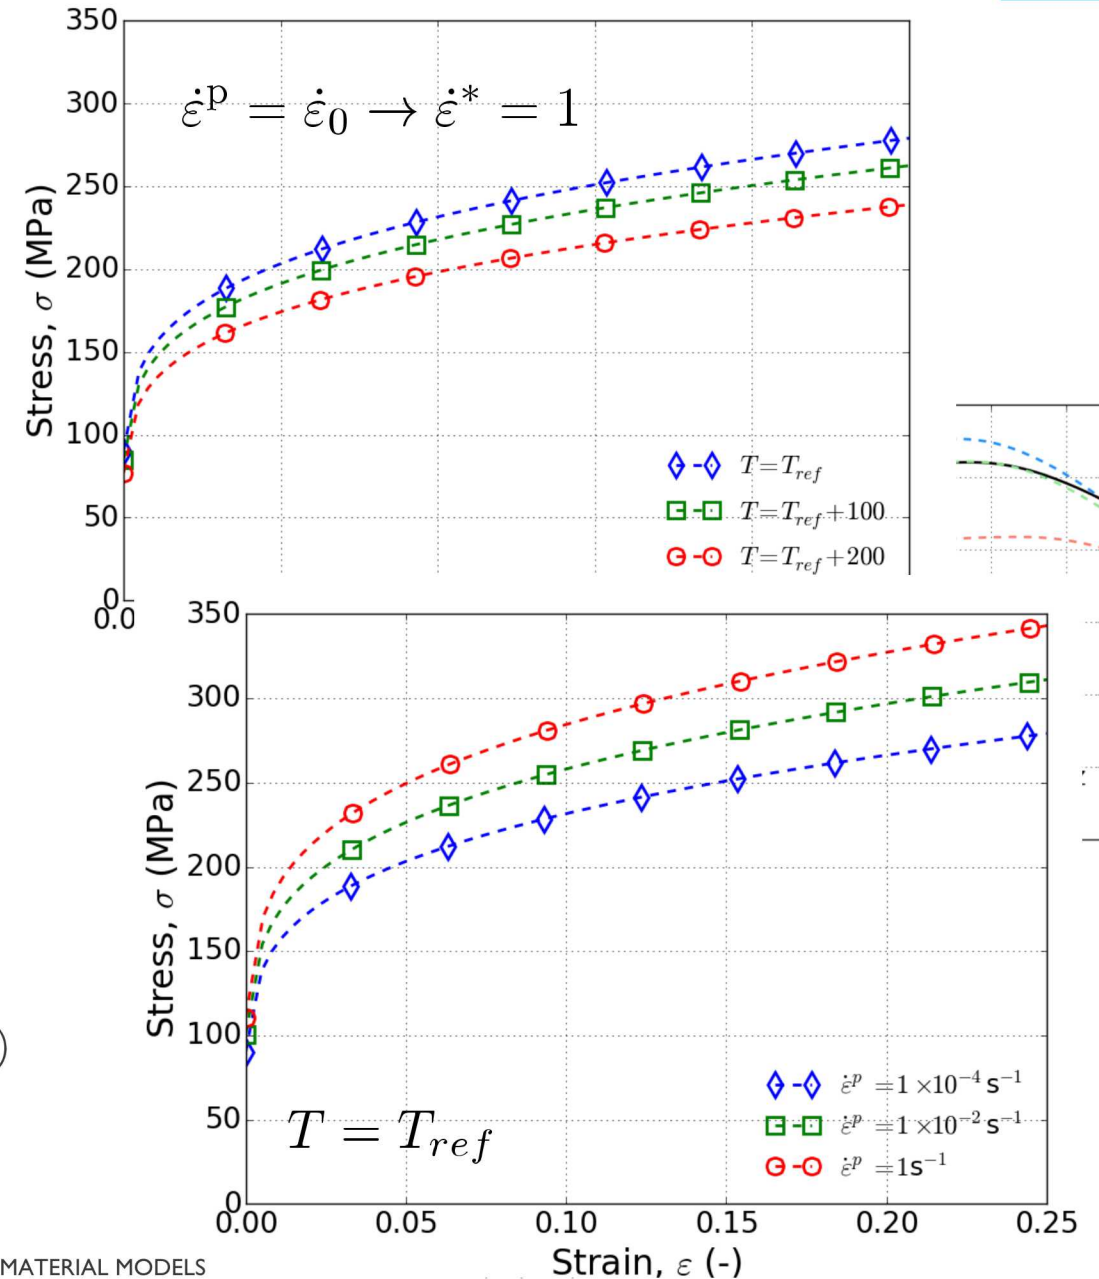 350
300
250
200
150
100
50
0
0.0
Stress, σ (MPa)
ε̇ᵖ = ε̇₀ → ε̇* = 1
T=T_ref
T=T_ref+100
T=T_ref+200
350
300
250
200
150
100
50
0
Stress, σ (MPa)
T = T_ref
ε̇ᵖ =1×10⁻⁴ s⁻¹
ε̇ᵖ =1×10⁻² s⁻¹
ε̇ᵖ =1s⁻¹
0.00 0.05 0.10 0.15 0.20 0.25
Strain, ε (-)
)
MATERIAL MODELS